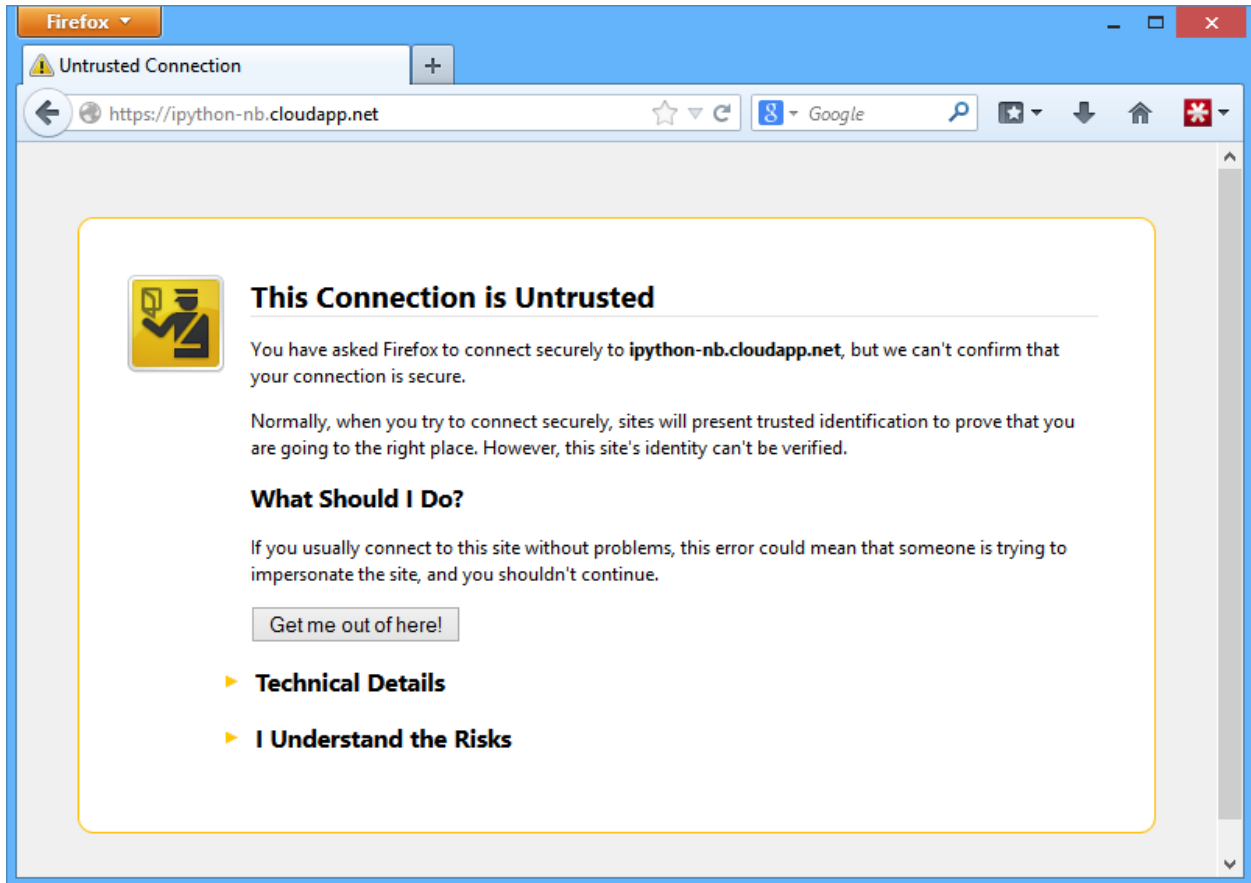 Firefox
Untrusted Connection
https://ipython-nb.cloudapp.net
8
Google
This Connection is Untrusted
You have asked Firefox to connect securely to ipython-nb.cloudapp.net, but we can't confirm that
your connection is secure.
Normally, when you try to connect securely, sites will present trusted identification to prove that you
are going to the right place. However, this site's identity can't be verified.
What Should I Do?
If you usually connect to this site without problems, this error could mean that someone is trying to
impersonate the site, and you shouldn't continue.
Get me out of here!
Technical Details
I Understand the Risks